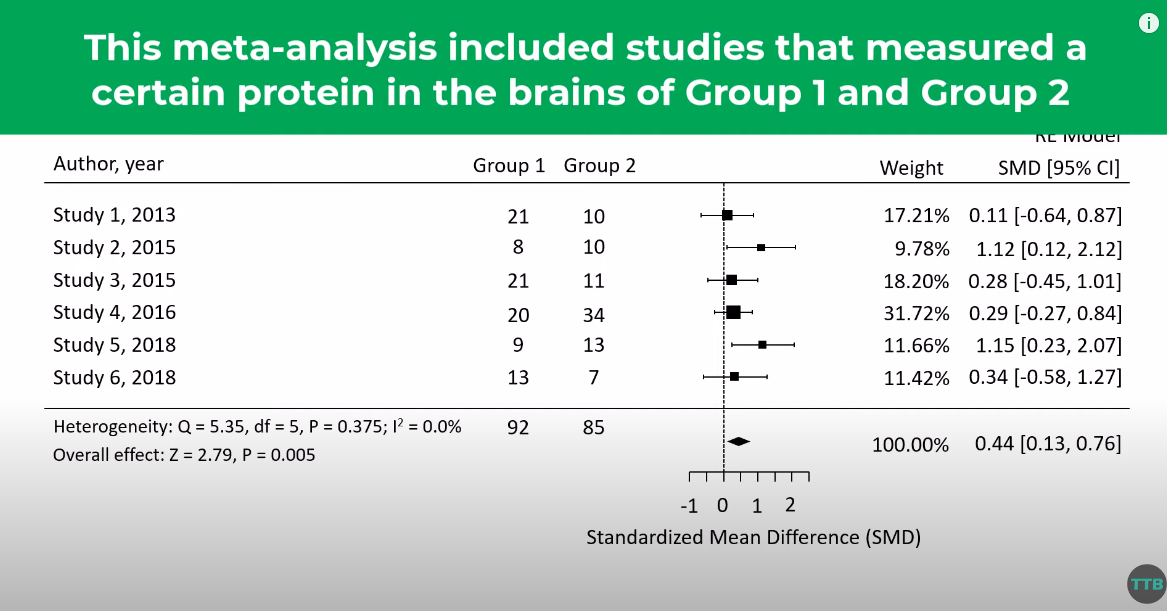 This meta-analysis included studies that measured a
certain protein in the brains of Group 1 and Group 2
RE Model
Author, year Group 1 Group 2 Weight SMD [95% CI]
Study 1, 2013 21 10 17.21% 0.11 [-0.64, 0.87]
Study 2, 2015 8 10 9.78% 1.12 [0.12, 2.12]
Study 3, 2015 21 11 18.20% 0.28 [-0.45, 1.01]
Study 4, 2016 20 34 31.72% 0.29 [-0.27, 0.84]
Study 5, 2018 9 13 11.66% 1.15 [0.23, 2.07]
Study 6, 2018 13 7 11.42% 0.34 [-0.58, 1.27]
Heterogeneity: Q = 5.35, df = 5, P = 0.375; I² = 0.0% 92 85
Overall effect: Z = 2.79, P = 0.005 100.00% 0.44 [0.13, 0.76]
-1 0 1 2
Standardized Mean Difference (SMD)
TTB